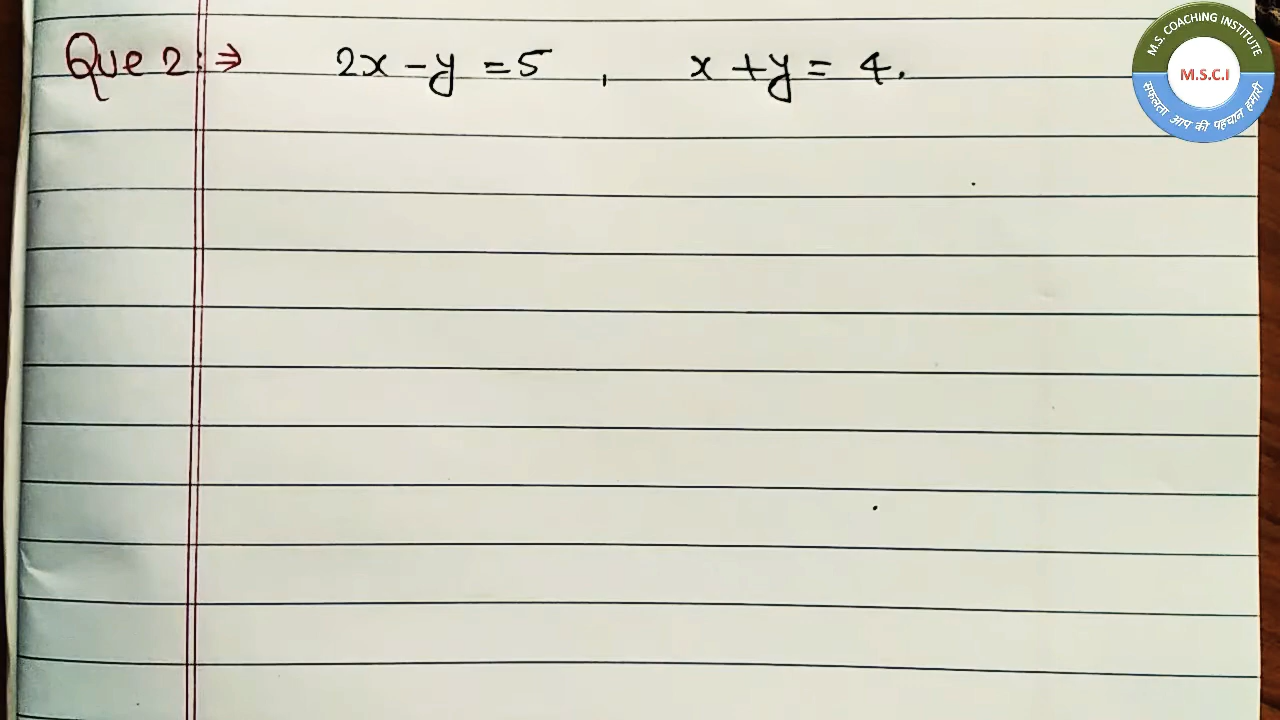 Que 2:⇒ 2x - y = 5 , x + y = 4.
M.S. COACHING INSTITUTE
M.S.C.I
सफलता आप की पहचान हमारी